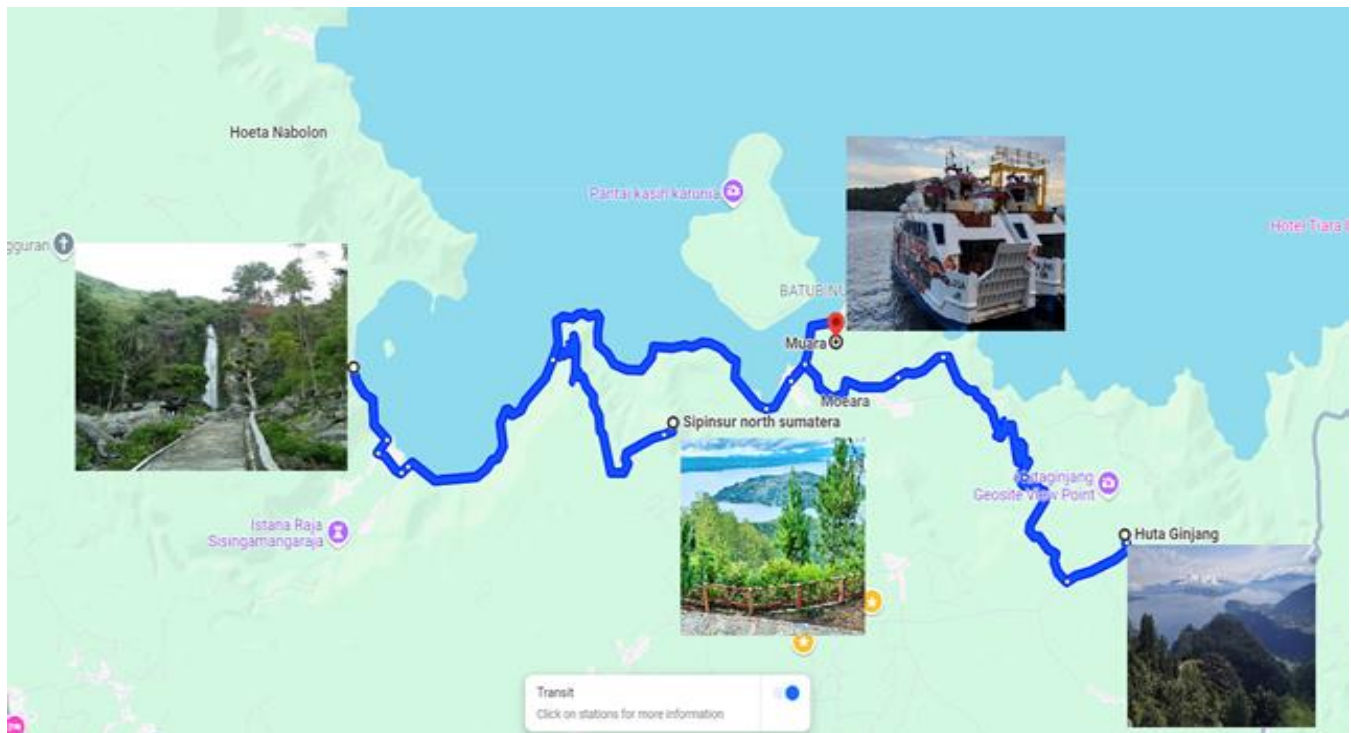 Hoeta Nabolon
Pantai kasih karunia
Hotel Tiara
gguran
BATUBINU
Muara
Moeara
Sipinsur north sumatera
Geosite View Point
Istana Raja
Sisingamangaraja
Huta Ginjang
Transit
Click on stations for more information